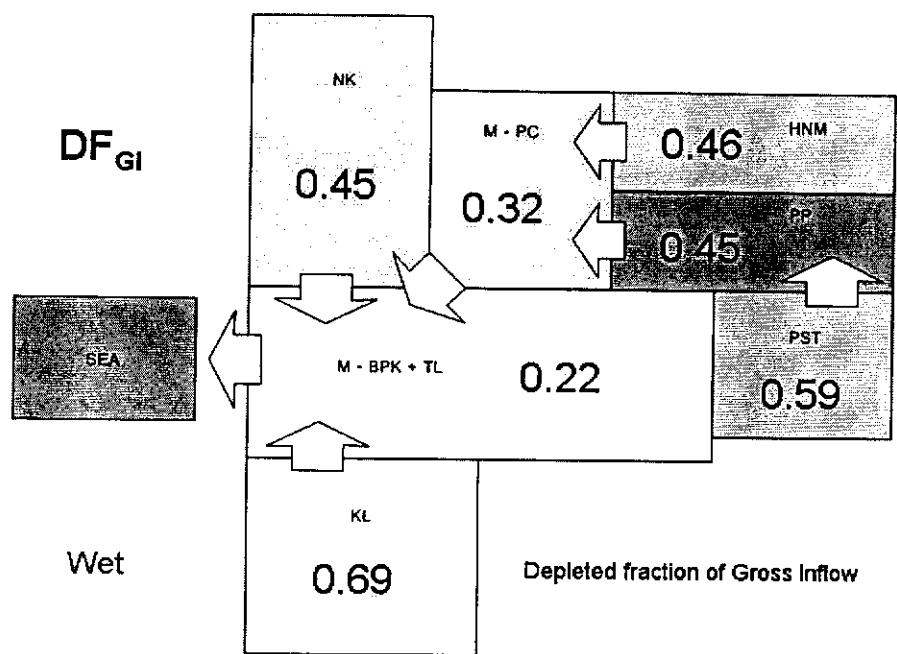 NK
M - PC
HNM
DF_GI
0.46
0.45
0.32
PP
0.45
SEA
M - BPK + TL
0.22
PST
0.59
KL
Wet
0.69
Depleted fraction of Gross Inflow